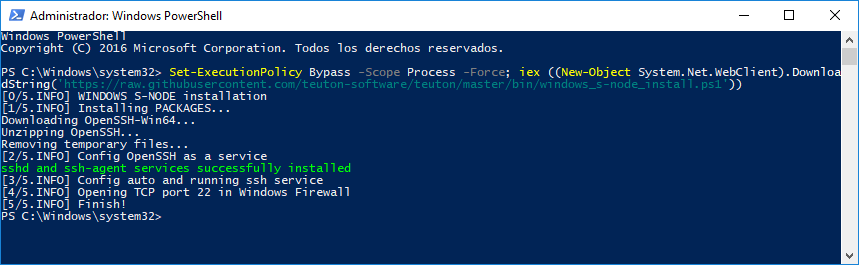 Administrador: Windows PowerShell
Windows PowerShell
Copyright (C) 2016 Microsoft Corporation. Todos los derechos reservados.
PS C:\Windows\system32> Set-ExecutionPolicy Bypass -Scope Process -Force; iex ((New-Object System.Net.WebClient).Downloa
dString('https://raw.githubusercontent.com/teuton-software/teuton/master/bin/windows_s-node_install.ps1'))
[0/5.INFO] WINDOWS S-NODE installation
[1/5.INFO] Installing PACKAGES...
Downloading OpenSSH-Win64...
Unzipping OpenSSH...
Removing temporary files...
[2/5.INFO] Config OpenSSH as a service
sshd and ssh-agent services successfully installed
[3/5.INFO] Config auto and running ssh service
[4/5.INFO] Opening TCP port 22 in Windows Firewall
[5/5.INFO] Finish!
PS C:\Windows\system32>